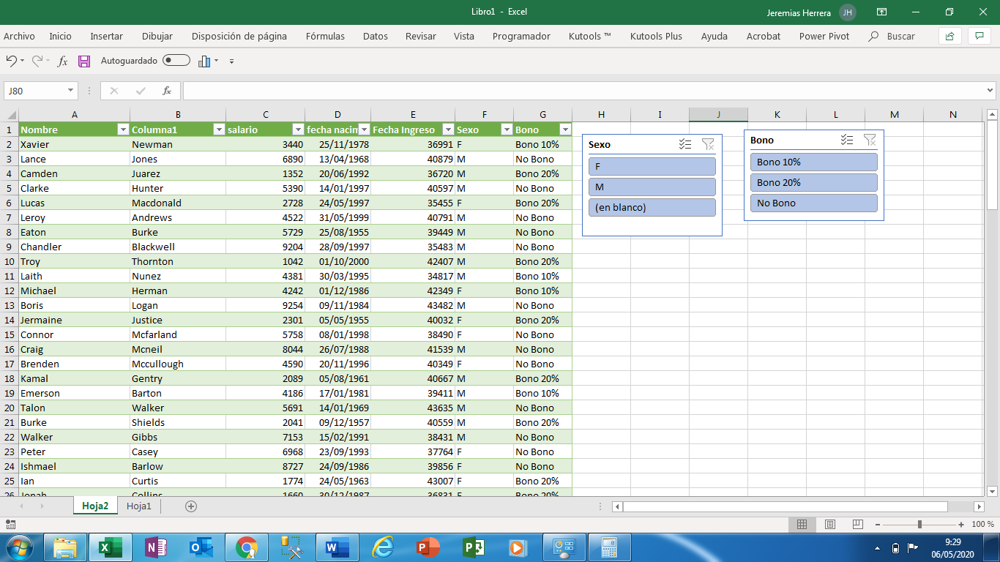 Libro1 - Excel
Jeremias Herrera JH
Archivo Inicio Insertar Dibujar Disposición de página Fórmulas Datos Revisar Vista Programador Kutools ™ Kutools Plus Ayuda Acrobat Power Pivot Buscar
fx Autoguardado
J80 fx
A B C D E F G H I J K L M N
1 Nombre Columna1 salario fecha nacim Fecha Ingreso Sexo Bono
2 Xavier Newman 3440 25/11/1978 36991 F Bono 10%
3 Lance Jones 6890 13/04/1968 40879 M No Bono
4 Camden Juarez 1352 20/06/1992 36720 M Bono 20%
5 Clarke Hunter 5390 14/01/1997 40597 M No Bono
6 Lucas Macdonald 2728 24/05/1997 35455 F Bono 20%
7 Leroy Andrews 4522 31/05/1999 40791 M No Bono
8 Eaton Burke 5729 25/08/1955 39449 M No Bono
9 Chandler Blackwell 9204 28/09/1997 35483 M No Bono
10 Troy Thornton 1042 01/10/2000 42407 M Bono 20%
11 Laith Nunez 4381 30/03/1995 34817 M Bono 10%
12 Michael Herman 4242 01/12/1986 42349 F Bono 10%
13 Boris Logan 9254 09/11/1984 43482 M No Bono
14 Jermaine Justice 2301 05/05/1955 40032 F Bono 20%
15 Connor Mcfarland 5758 08/01/1998 38490 F No Bono
16 Craig Mcneil 8044 26/07/1988 41539 M No Bono
17 Brenden Mccullough 4590 20/11/1996 40349 F No Bono
18 Kamal Gentry 2089 05/08/1961 40667 M Bono 20%
19 Emerson Barton 4186 17/01/1981 39411 M Bono 10%
20 Talon Walker 5691 14/01/1969 43635 M No Bono
21 Burke Shields 2041 09/12/1957 40559 M Bono 20%
22 Walker Gibbs 7153 15/02/1991 38431 M No Bono
23 Peter Casey 6968 23/09/1993 37764 F No Bono
24 Ishmael Barlow 8727 24/09/1986 39856 F No Bono
25 Ian Curtis 1774 24/05/1963 43007 F Bono 20%
26 Jonah Collins 1660 30/12/1987 36831 F Bono 20%
Sexo
F
M
(en blanco)
Bono
Bono 10%
Bono 20%
No Bono
Hoja2 Hoja1
100 %
9:29
06/05/2020